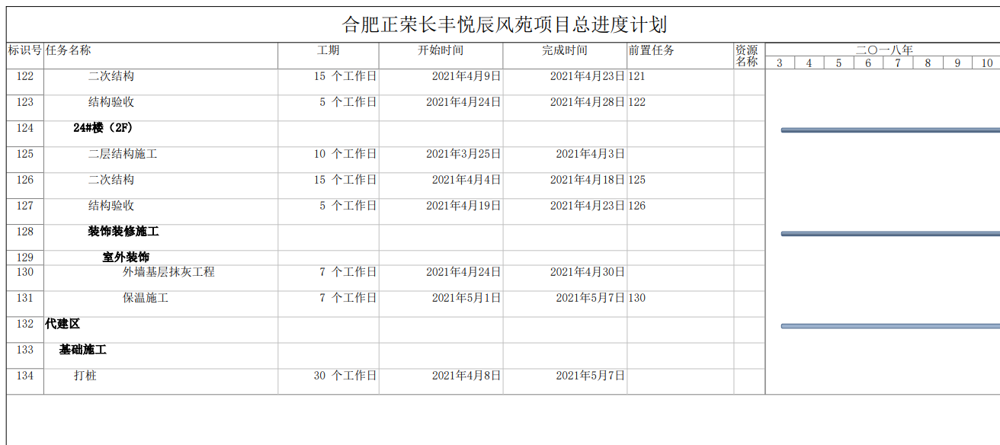 合肥正荣长丰悦辰风苑项目总进度计划
标识号 任务名称 工期 开始时间 完成时间 前置任务 资源名称 二〇一八年
3 4 5 6 7 8 9 10
122 二次结构 15 个工作日 2021年4月9日 2021年4月23日 121
123 结构验收 5 个工作日 2021年4月24日 2021年4月28日 122
124 24#楼（2F）
125 二层结构施工 10 个工作日 2021年3月25日 2021年4月3日
126 二次结构 15 个工作日 2021年4月4日 2021年4月18日 125
127 结构验收 5 个工作日 2021年4月19日 2021年4月23日 126
128 装饰装修施工
129 室外装饰
130 外墙基层抹灰工程 7 个工作日 2021年4月24日 2021年4月30日
131 保温施工 7 个工作日 2021年5月1日 2021年5月7日 130
132 代建区
133 基础施工
134 打桩 30 个工作日 2021年4月8日 2021年5月7日